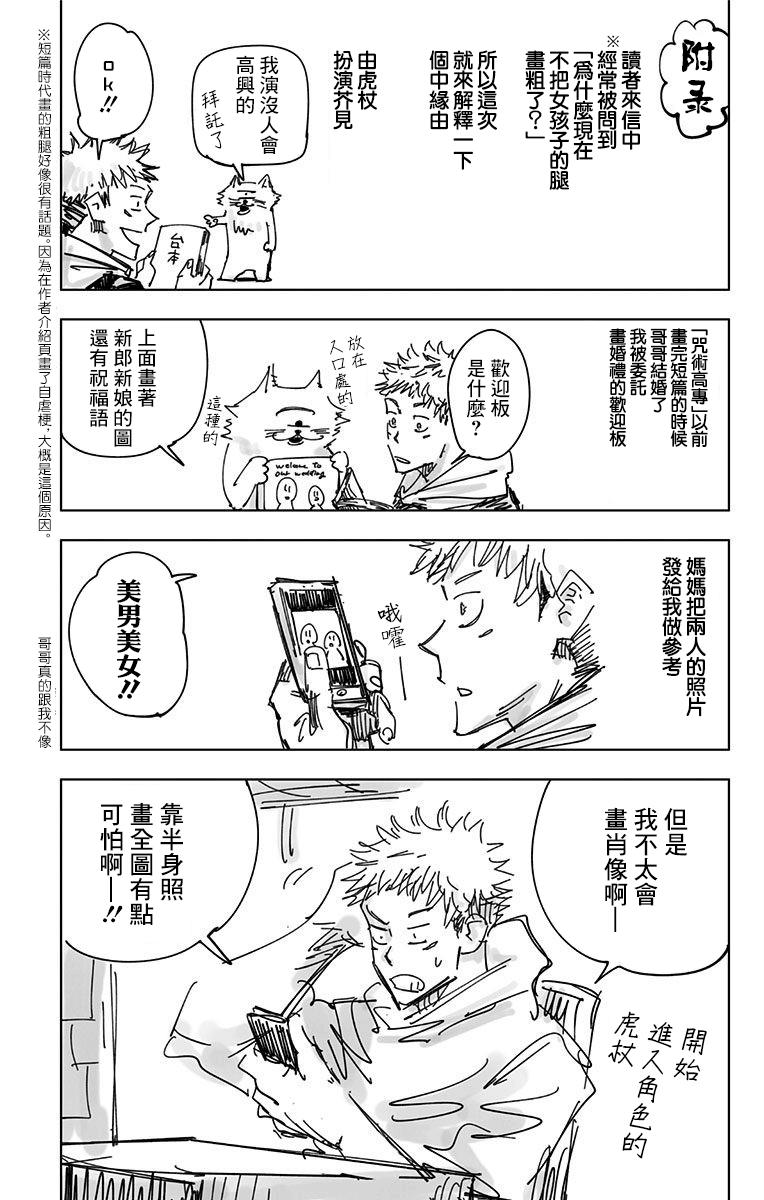 附录
讀者來信中
※經常被問到
「爲什麼現在
不把女孩子的腿
畫粗了?」
所以這次
就來解釋一下
個中緣由
由虎杖
扮演芥見
我演沒人會
高興的
拜託了
ok!!
台本
※短篇時代畫的粗腿好像很有話題。因為在作者介紹頁畫了自虐梗,大概是這個原因。
「咒術高專」以前
畫完短篇的時候
哥哥結婚了
我被委託
畫婚禮的歡迎板
歡迎板
是什麼?
放在
入口處的
這種的
welcome to
our wedding
上面畫著
新郎新娘的圖
還有祝福語
媽媽把兩人的照片
發給我做參考
哦嚯——
美男美女!!
哥哥真的跟我不像
但是
我不太會
畫肖像啊—
靠半身照
畫全圖有點
可怕啊—!!
開始
進入角色的
虎杖